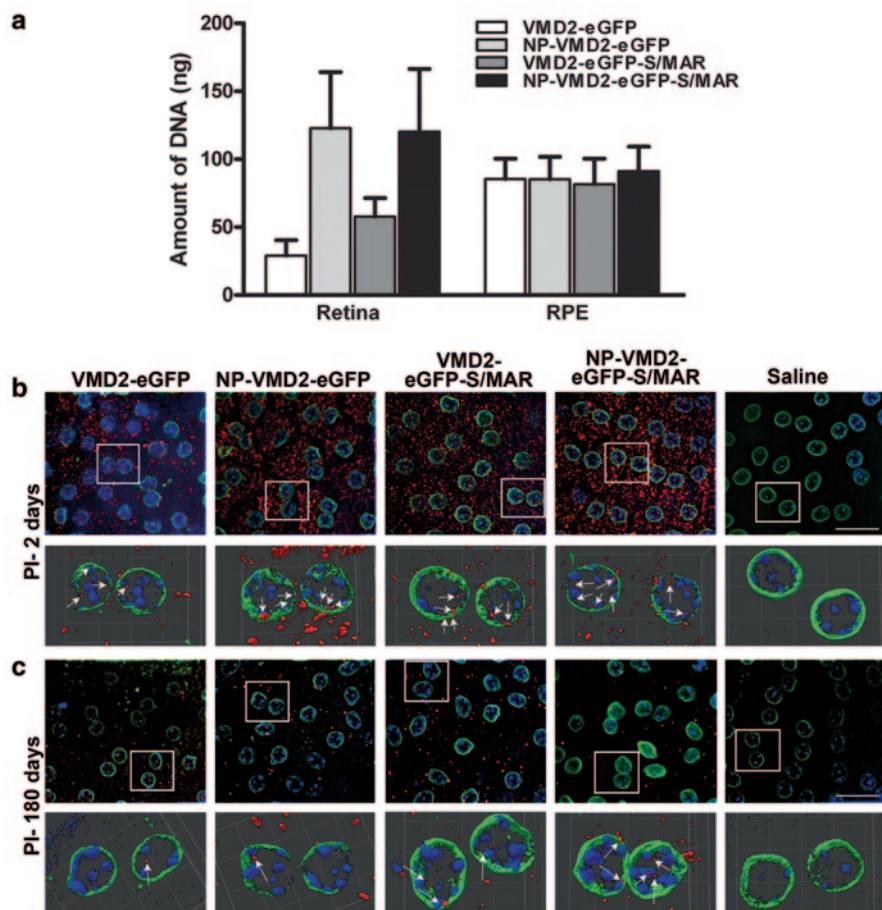 a
200
150
100
50
0
Amount of DNA (ng)
VMD2-eGFP
NP-VMD2-eGFP
VMD2-eGFP-S/MAR
NP-VMD2-eGFP-S/MAR
Retina
RPE
b
VMD2-eGFP
NP-VMD2-eGFP
VMD2-
eGFP-S/MAR
NP-VMD2-
eGFP-S/MAR
Saline
PI- 2 days
c
PI-180 days